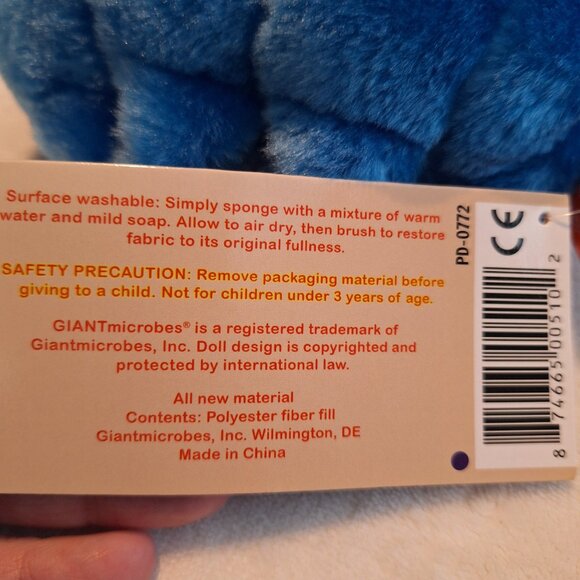 Surface washable: Simply sponge with a mixture of warm
water and mild soap. Allow to air dry, then brush to restore
fabric to its original fullness.
SAFETY PRECAUTION: Remove packaging material before
giving to a child. Not for children under 3 years of age.
GIANTmicrobes® is a registered trademark of
Giantmicrobes, Inc. Doll design is copyrighted and
protected by international law.
All new material
Contents: Polyester fiber fill
Giantmicrobes, Inc. Wilmington, DE
Made in China
PD-0772
CE
8 74665 00510 2